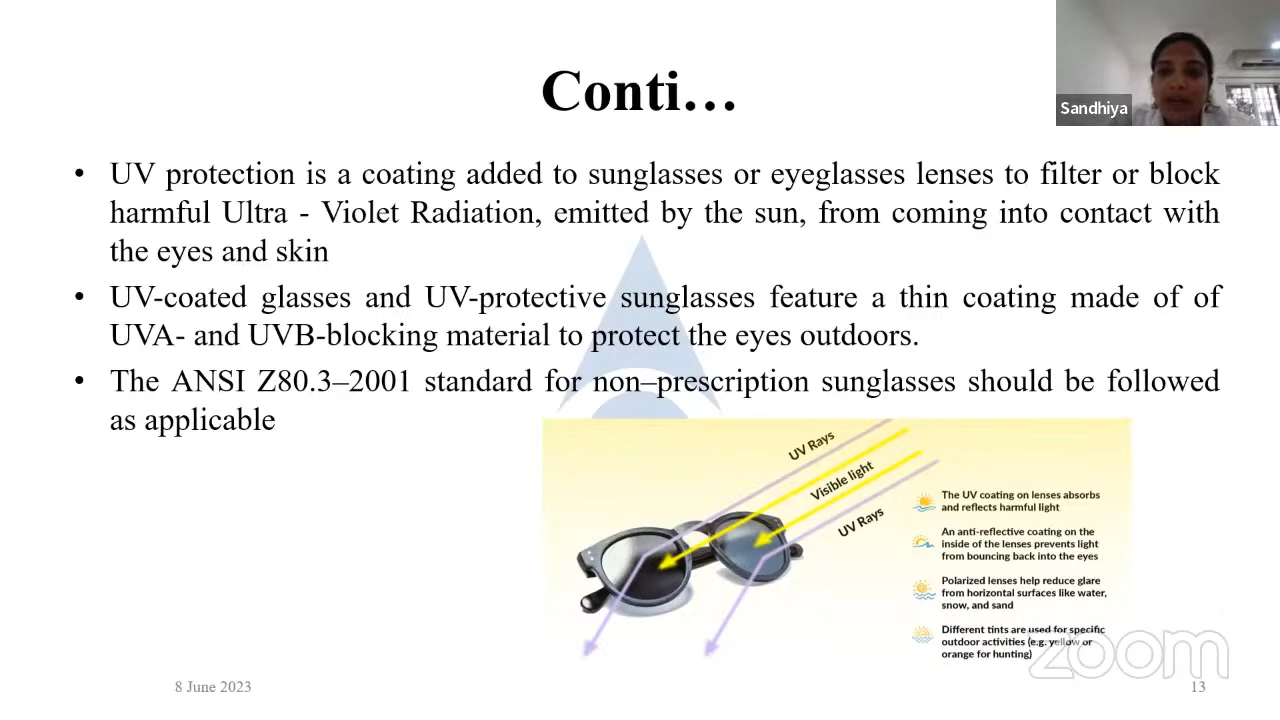 Conti…
Sandhiya
• UV protection is a coating added to sunglasses or eyeglasses lenses to filter or block
harmful Ultra - Violet Radiation, emitted by the sun, from coming into contact with
the eyes and skin
• UV-coated glasses and UV-protective sunglasses feature a thin coating made of of
UVA- and UVB-blocking material to protect the eyes outdoors.
• The ANSI Z80.3–2001 standard for non–prescription sunglasses should be followed
as applicable
UV Rays
Visible light
UV Rays
The UV coating on lenses absorbs
and reflects harmful light
An anti-reflective coating on the
inside of the lenses prevents light
from bouncing back into the eyes
Polarized lenses help reduce glare
from horizontal surfaces like water,
snow, and sand
Different tints are used for specific
outdoor activities (e.g. yellow or
orange for hunting)
zoom
8 June 2023
13